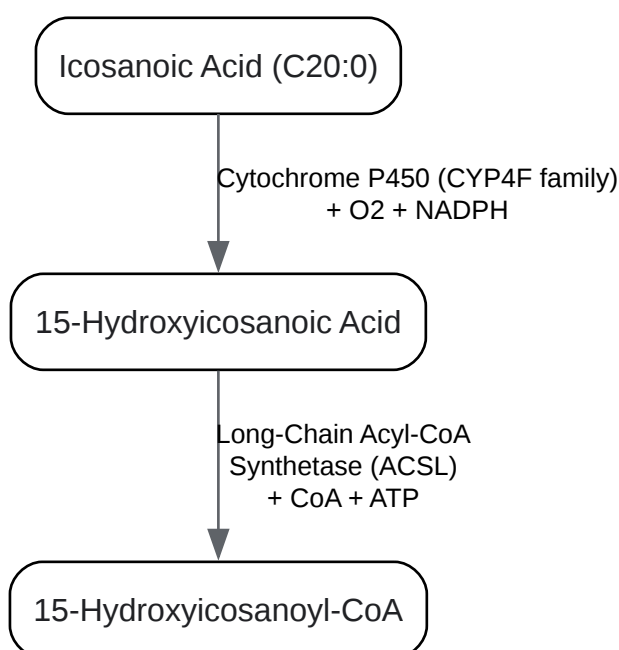 Icosanoic Acid (C20:0)
Cytochrome P450 (CYP4F family)
+ O2 + NADPH
15-Hydroxyicosanoic Acid
Long-Chain Acyl-CoA
Synthetase (ACSL)
+ CoA + ATP
15-Hydroxyicosanoyl-CoA